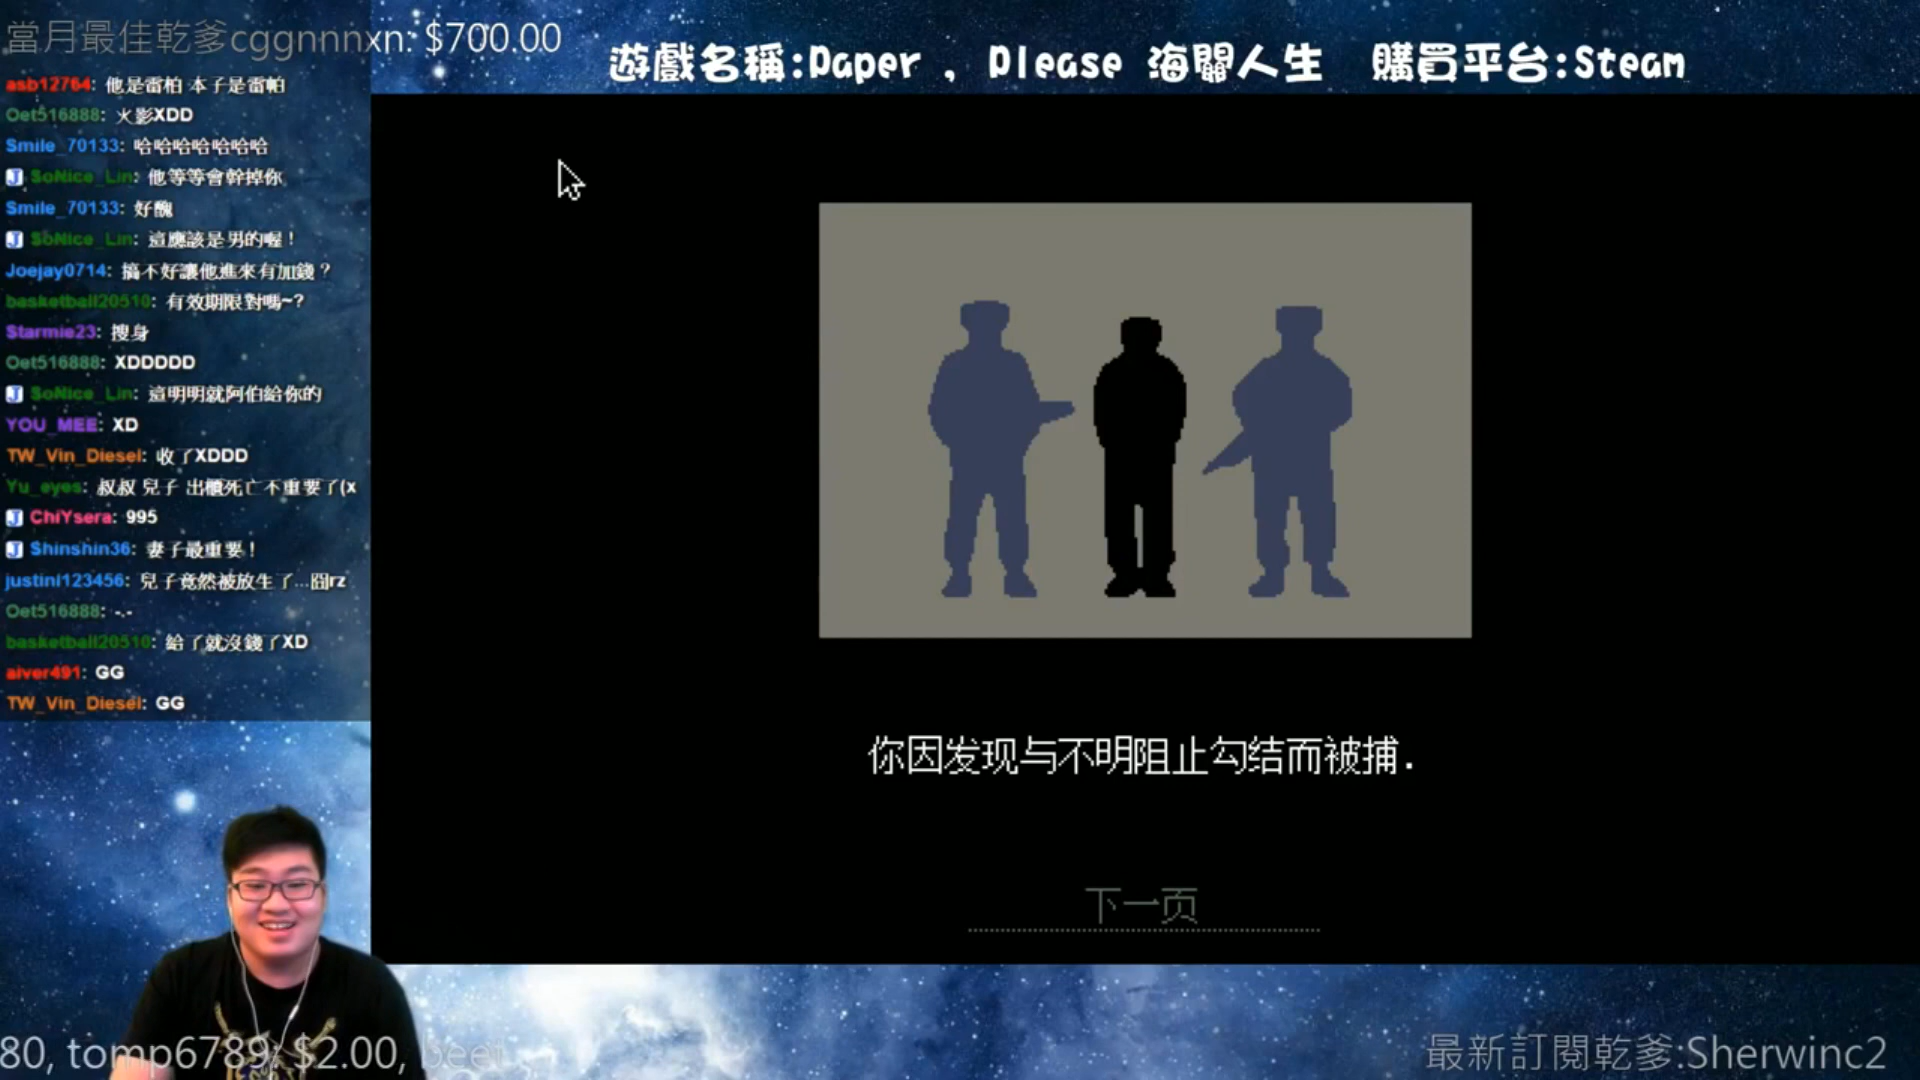 當月最佳乾爹cggnnnxn: $700.00
遊戲名稱:Paper , Please 海關人生 購買平台:Steam
asb12764: 他是雷柏 本子是雷帕
Oet516888: 火影XDD
Smile_70133: 哈哈哈哈哈哈哈
J SoNice_Lin: 他等等會幹掉你
Smile_70133: 好醜
J SoNice_Lin: 這應該是男的喔！
Joejay0714: 搞不好讓他進來有加錢？
basketball20510: 有效期限對嗎~?
Starmie23: 搜身
Oet516888: XDDDDD
J SoNice_Lin: 這明明就阿伯給你的
YOU_MEE: XD
TW_Vin_Diesel: 收了XDDD
Yu_eyes: 叔叔 兒子 出櫃死亡不重要了(x
J ChiYsera: 995
J Shinshin36: 妻子最重要！
justinl123456: 兒子竟然被放生了...囧rz
Oet516888: -.-
basketball20510: 給了就沒錢了XD
aiver491: GG
TW_Vin_Diesel: GG
你因发现与不明阻止勾结而被捕.
下一页
80, tomp6789: $2.00, beef
最新訂閱乾爹:Sherwinc2